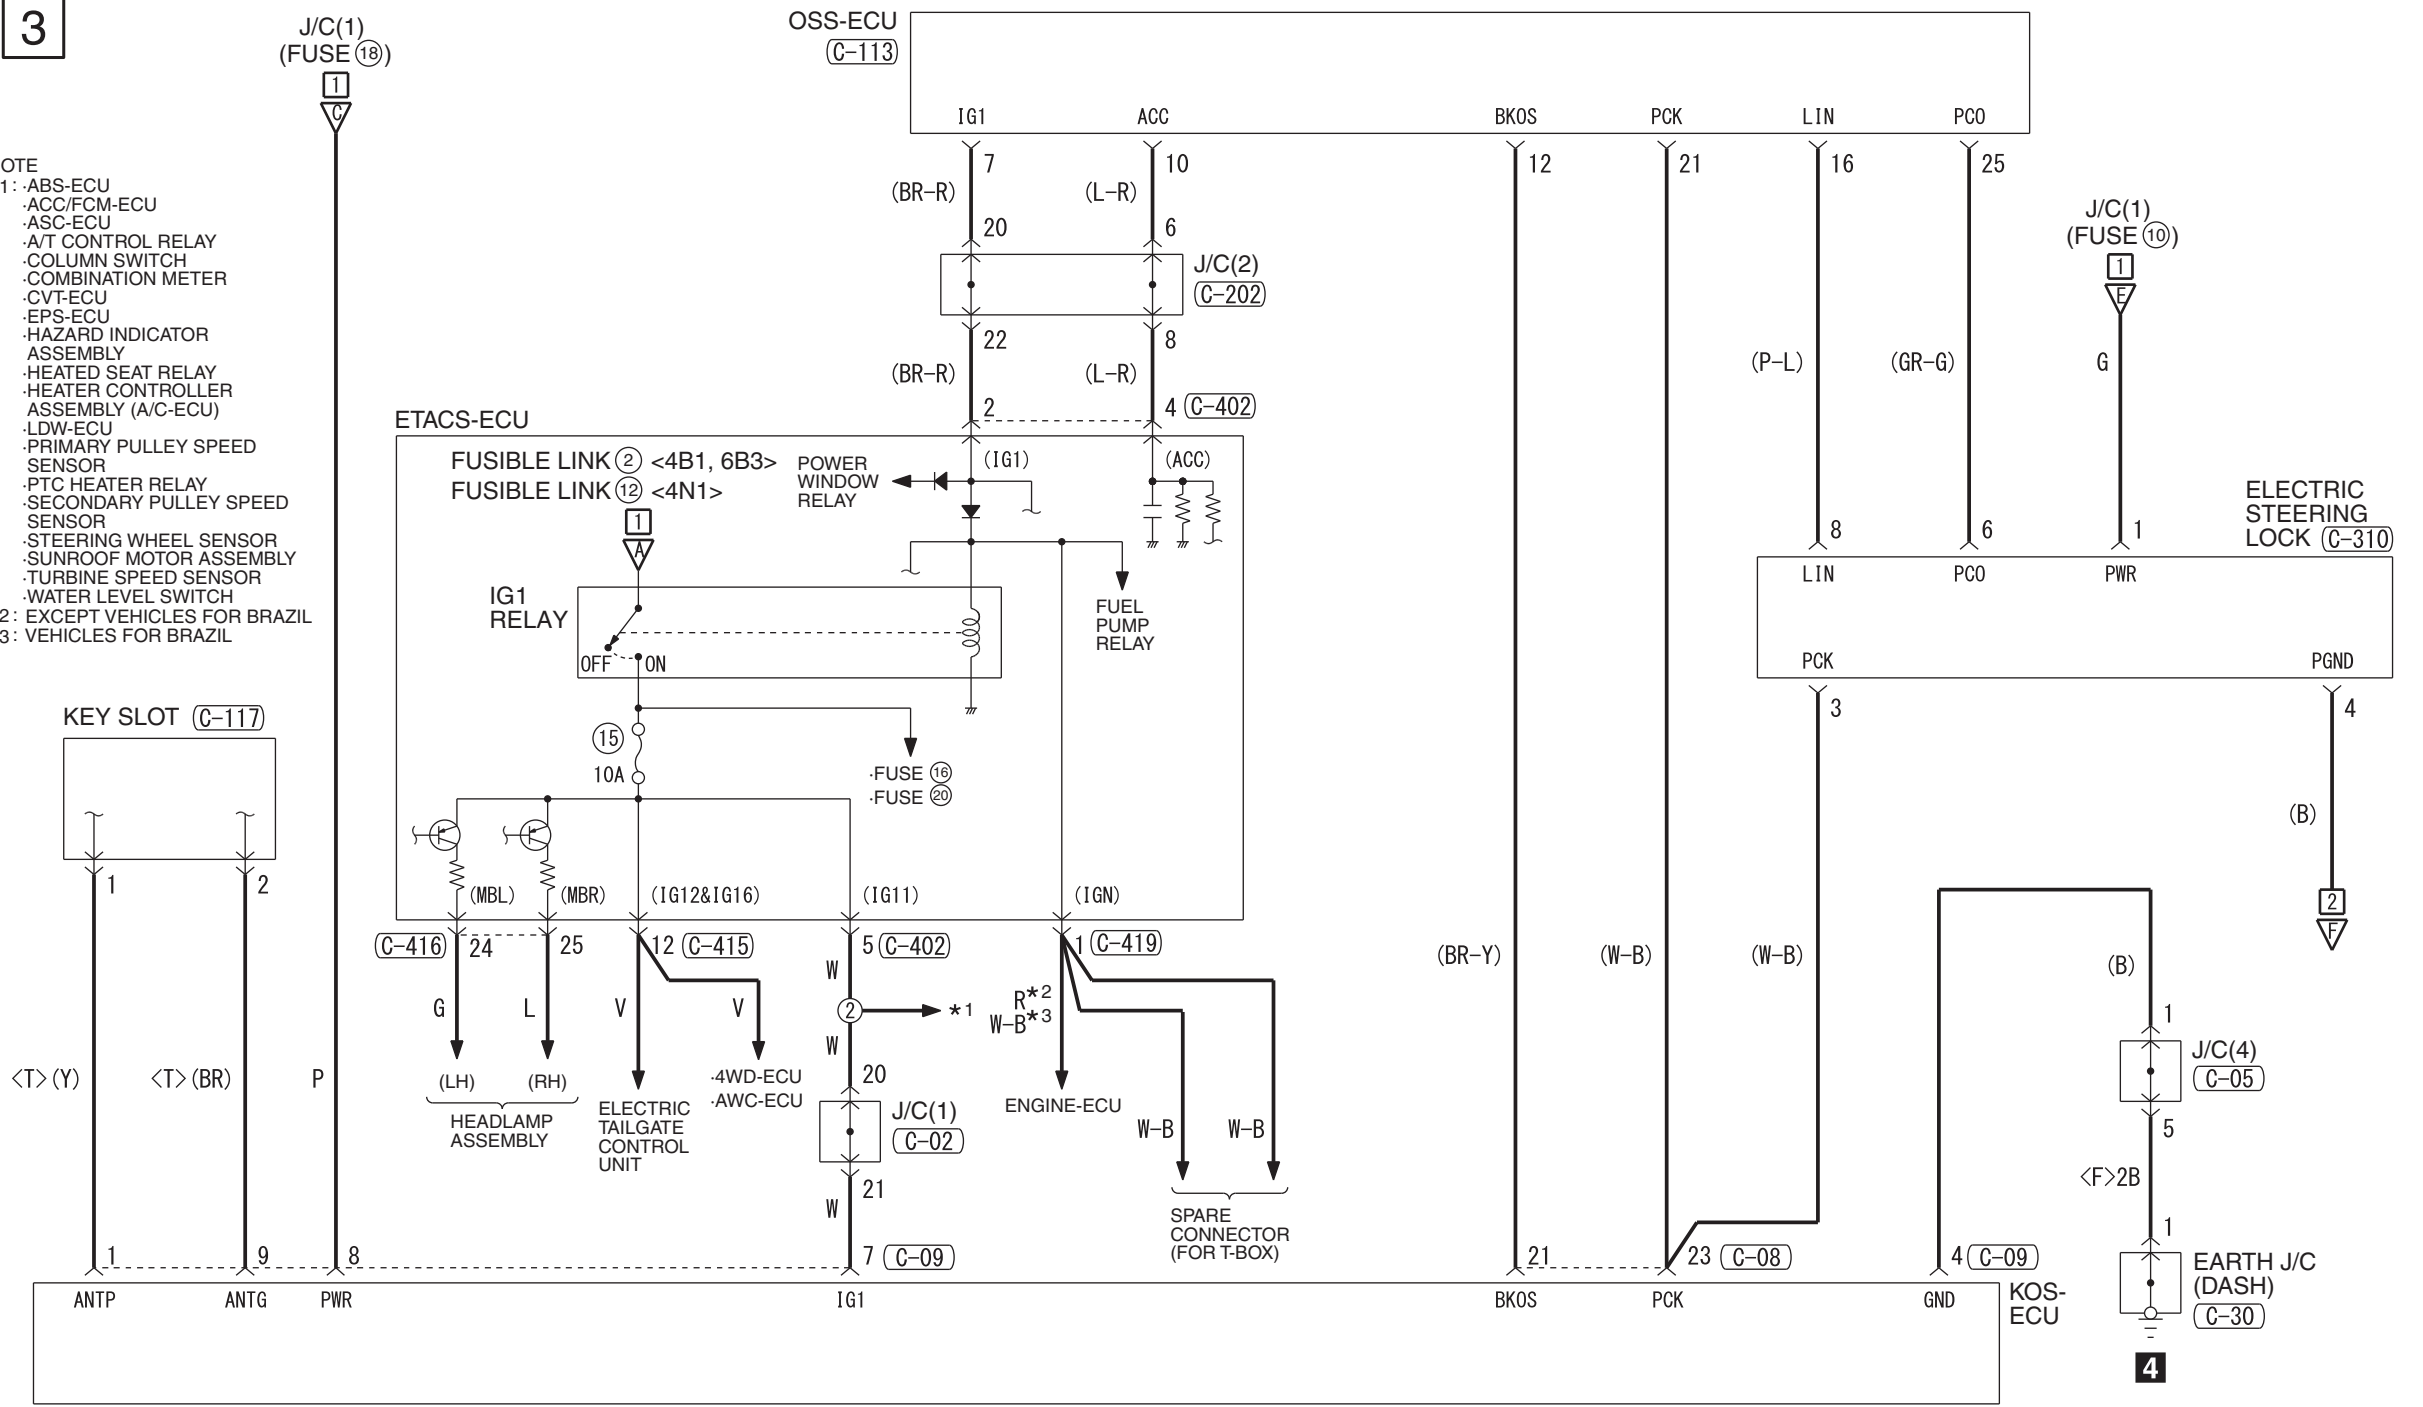 3
J/C(1)
(FUSE 18)
1
C
OSS-ECU
C-113
IG1 ACC BKOS PCK LIN PCO
7 10 12 21 16 25
(BR-R) (L-R)
20 6
J/C(2)
C-202
22 8
(BR-R) (L-R)
2 4 C-402
(P-L) (GR-G)
J/C(1)
(FUSE 10)
1
E
G
OTE
1: ·ABS-ECU
·ACC/FCM-ECU
·ASC-ECU
·A/T CONTROL RELAY
·COLUMN SWITCH
·COMBINATION METER
·CVT-ECU
·EPS-ECU
·HAZARD INDICATOR
ASSEMBLY
·HEATED SEAT RELAY
·HEATER CONTROLLER
ASSEMBLY (A/C-ECU)
·LDW-ECU
·PRIMARY PULLEY SPEED
SENSOR
·PTC HEATER RELAY
·SECONDARY PULLEY SPEED
SENSOR
·STEERING WHEEL SENSOR
·SUNROOF MOTOR ASSEMBLY
·TURBINE SPEED SENSOR
·WATER LEVEL SWITCH
2: EXCEPT VEHICLES FOR BRAZIL
3: VEHICLES FOR BRAZIL
ETACS-ECU
FUSIBLE LINK 2 <4B1, 6B3>
FUSIBLE LINK 12 <4N1>
1
A
POWER
WINDOW
RELAY
(IG1) (ACC)
IG1
RELAY
OFF ON
FUEL
PUMP
RELAY
15
10A
·FUSE 16
·FUSE 20
(MBL) (MBR) (IG12&IG16) (IG11) (IGN)
C-416 24 25 12 C-415 5 C-402 1 C-419
G L V V W
2 *1
W
R*2
W-B*3
(LH) (RH)
HEADLAMP
ASSEMBLY
ELECTRIC
TAILGATE
CONTROL
UNIT
·4WD-ECU
·AWC-ECU
20
J/C(1)
C-02
21
W
ENGINE-ECU
W-B W-B
SPARE
CONNECTOR
(FOR T-BOX)
ELECTRIC
STEERING
LOCK C-310
8 6 1
LIN PCO PWR
PCK PGND
3 4
(B)
2
F
(BR-Y) (W-B) (W-B)
(B)
1
J/C(4)
C-05
5
<F>2B
1
EARTH J/C
(DASH)
C-30
4
KEY SLOT C-117
1 2
<T>(Y) <T>(BR) P
1 9 8 7 C-09 21 23 C-08 4 C-09
ANTP ANTG PWR IG1 BKOS PCK GND
KOS-
ECU